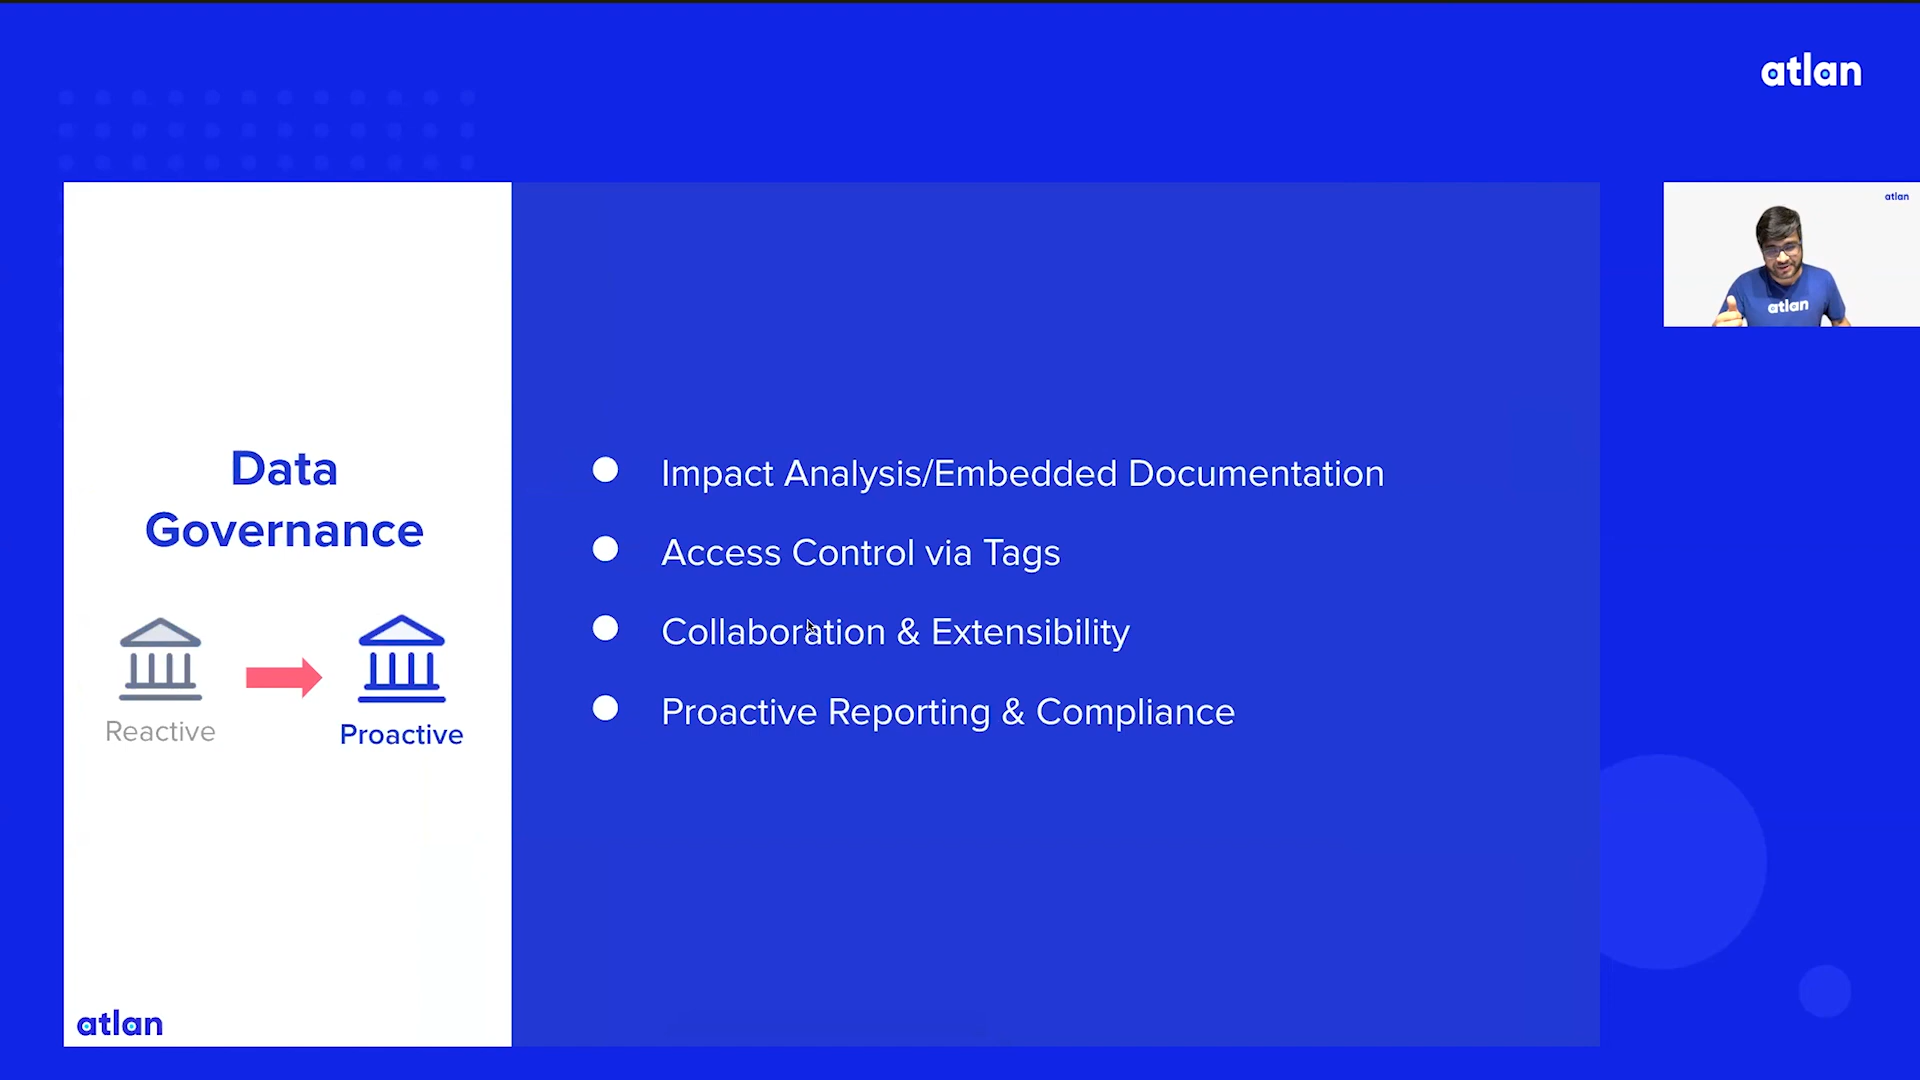 atlan
atlan
atlan
Data
Governance
Reactive
Proactive
Impact Analysis/Embedded Documentation
Access Control via Tags
Collaboration & Extensibility
Proactive Reporting & Compliance
atlan